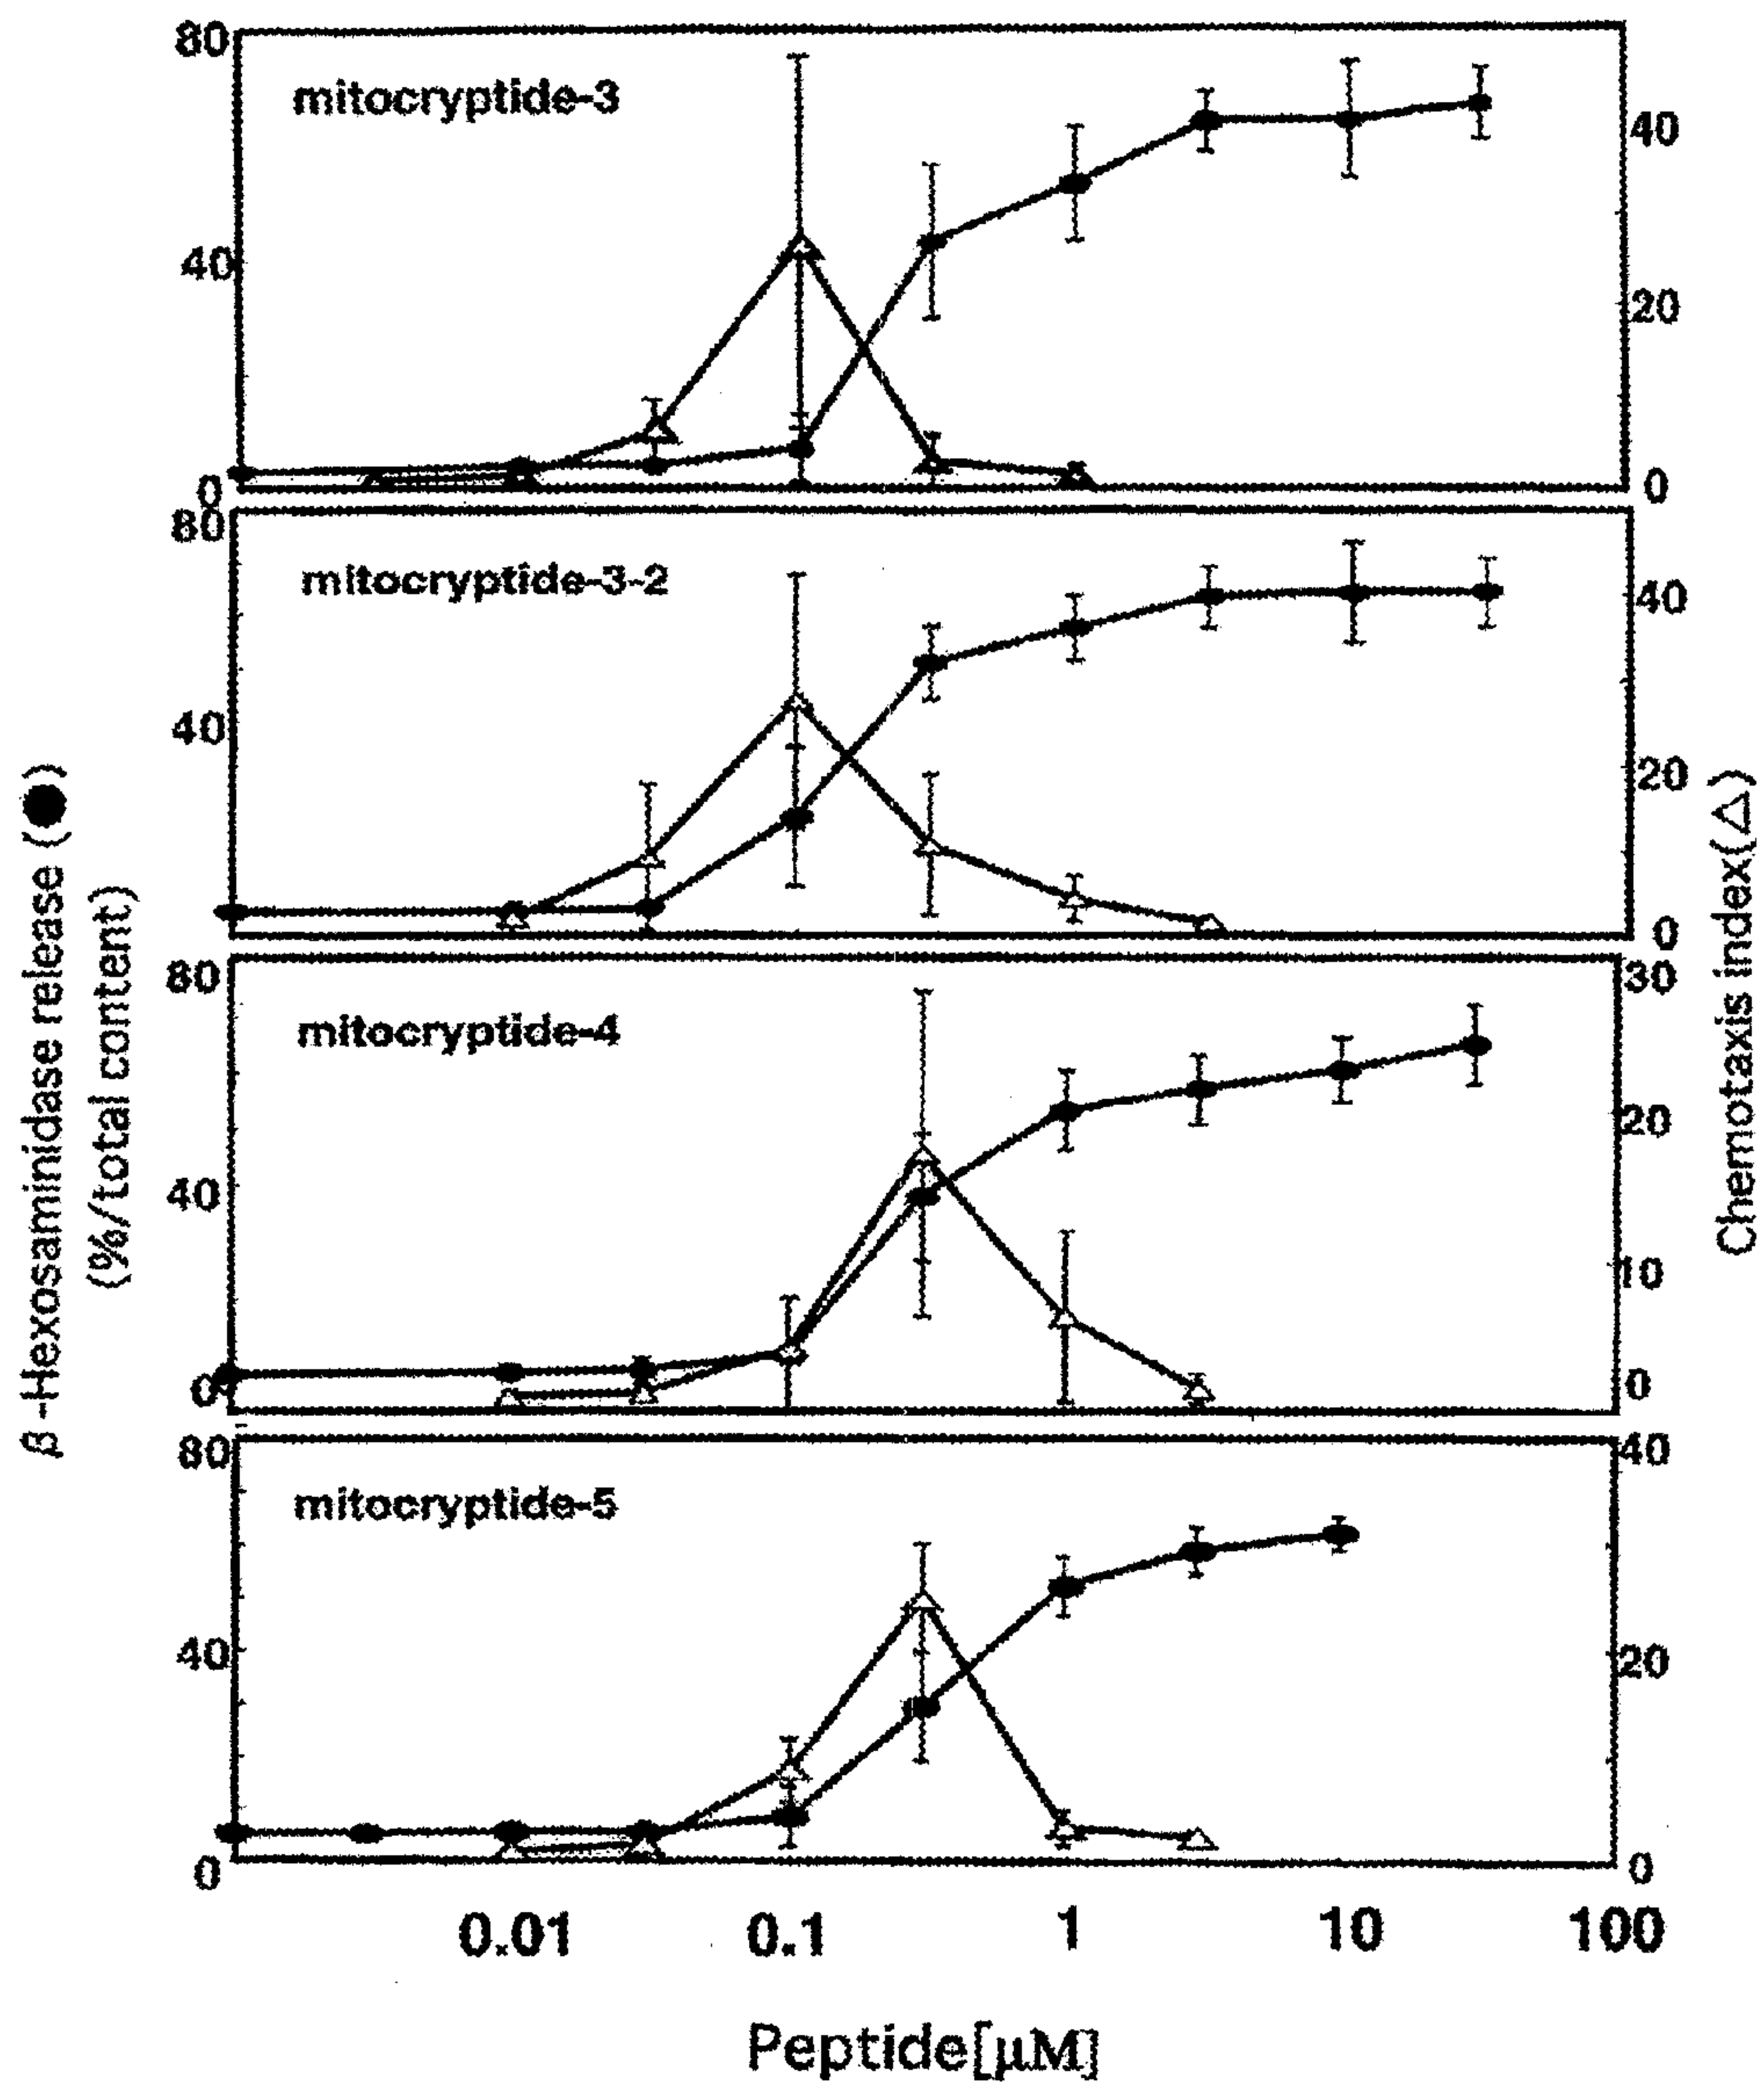 80
mitocryptide-3
40
40
20
0
0
80
mitocryptide-3-2
40
40
20
0
80
30
mitocryptide-4
20
40
10
0
0
80
40
mitocryptide-5
40
20
0
0
0.01 0.1 1 10 100
Peptide[μM]
β-Hexosaminidase release (●)
(%/total content)
Chemotaxis index(△)